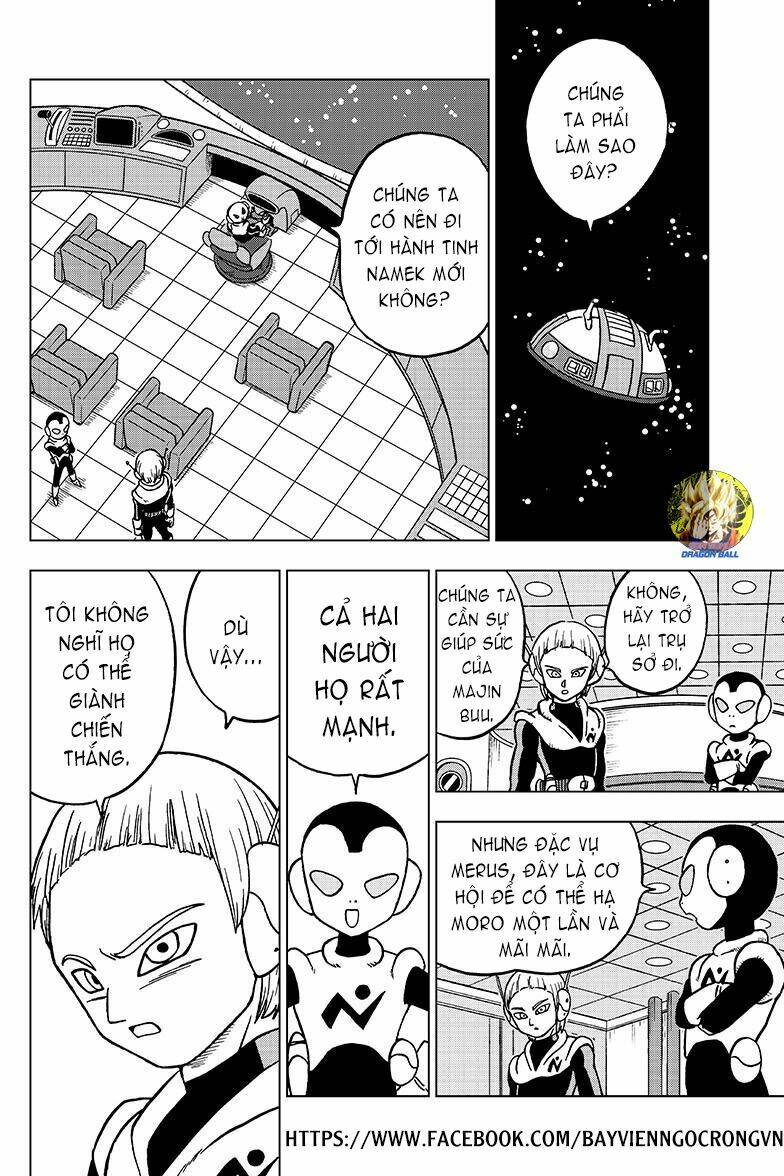 CHÚNG
TA PHẢI
LÀM SAO
ĐÂY?
CHÚNG TA
CÓ NÊN ĐI
TỚI HÀNH TINH
NAMEK MỚI
KHÔNG?
KHÔNG,
HÃY TRỞ
LẠI TRỤ
SỞ ĐI.
CHÚNG TA
CẦN SỰ
GIÚP SỨC
CỦA
MAJIN
BUU.
NHƯNG ĐẶC VỤ
MERUS, ĐÂY LÀ CƠ
HỘI ĐỂ CÓ THỂ HẠ
MORO MỘT LẦN VÀ
MÃI MÃI.
CẢ HAI
NGƯỜI
HỌ RẤT
MẠNH.
DÙ
VẬY...
TÔI KHÔNG
NGHĨ HỌ
CÓ THỂ
GIÀNH
CHIẾN
THẮNG.
DRAGON BALL
HTTPS://WWW.FACEBOOK.COM/BAYVIENNGOCRONGVN